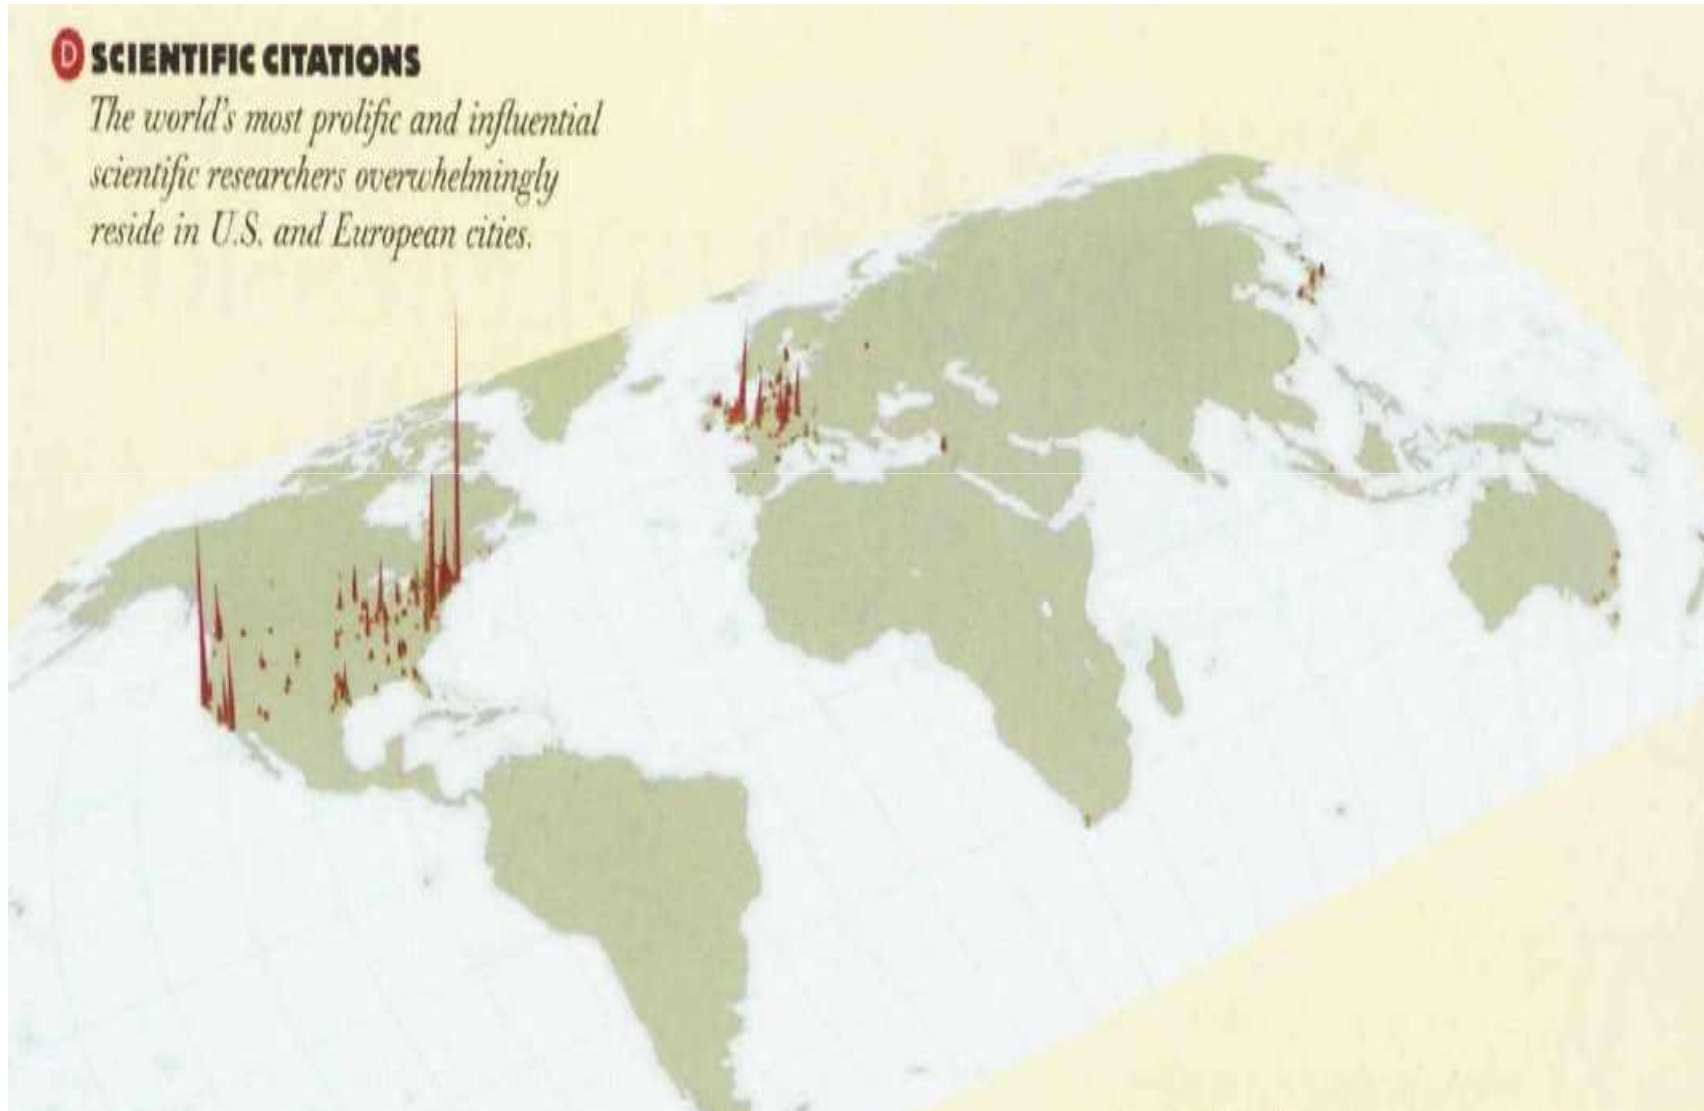 D SCIENTIFIC CITATIONS
The world's most prolific and influential
scientific researchers overwhelmingly
reside in U.S. and European cities.